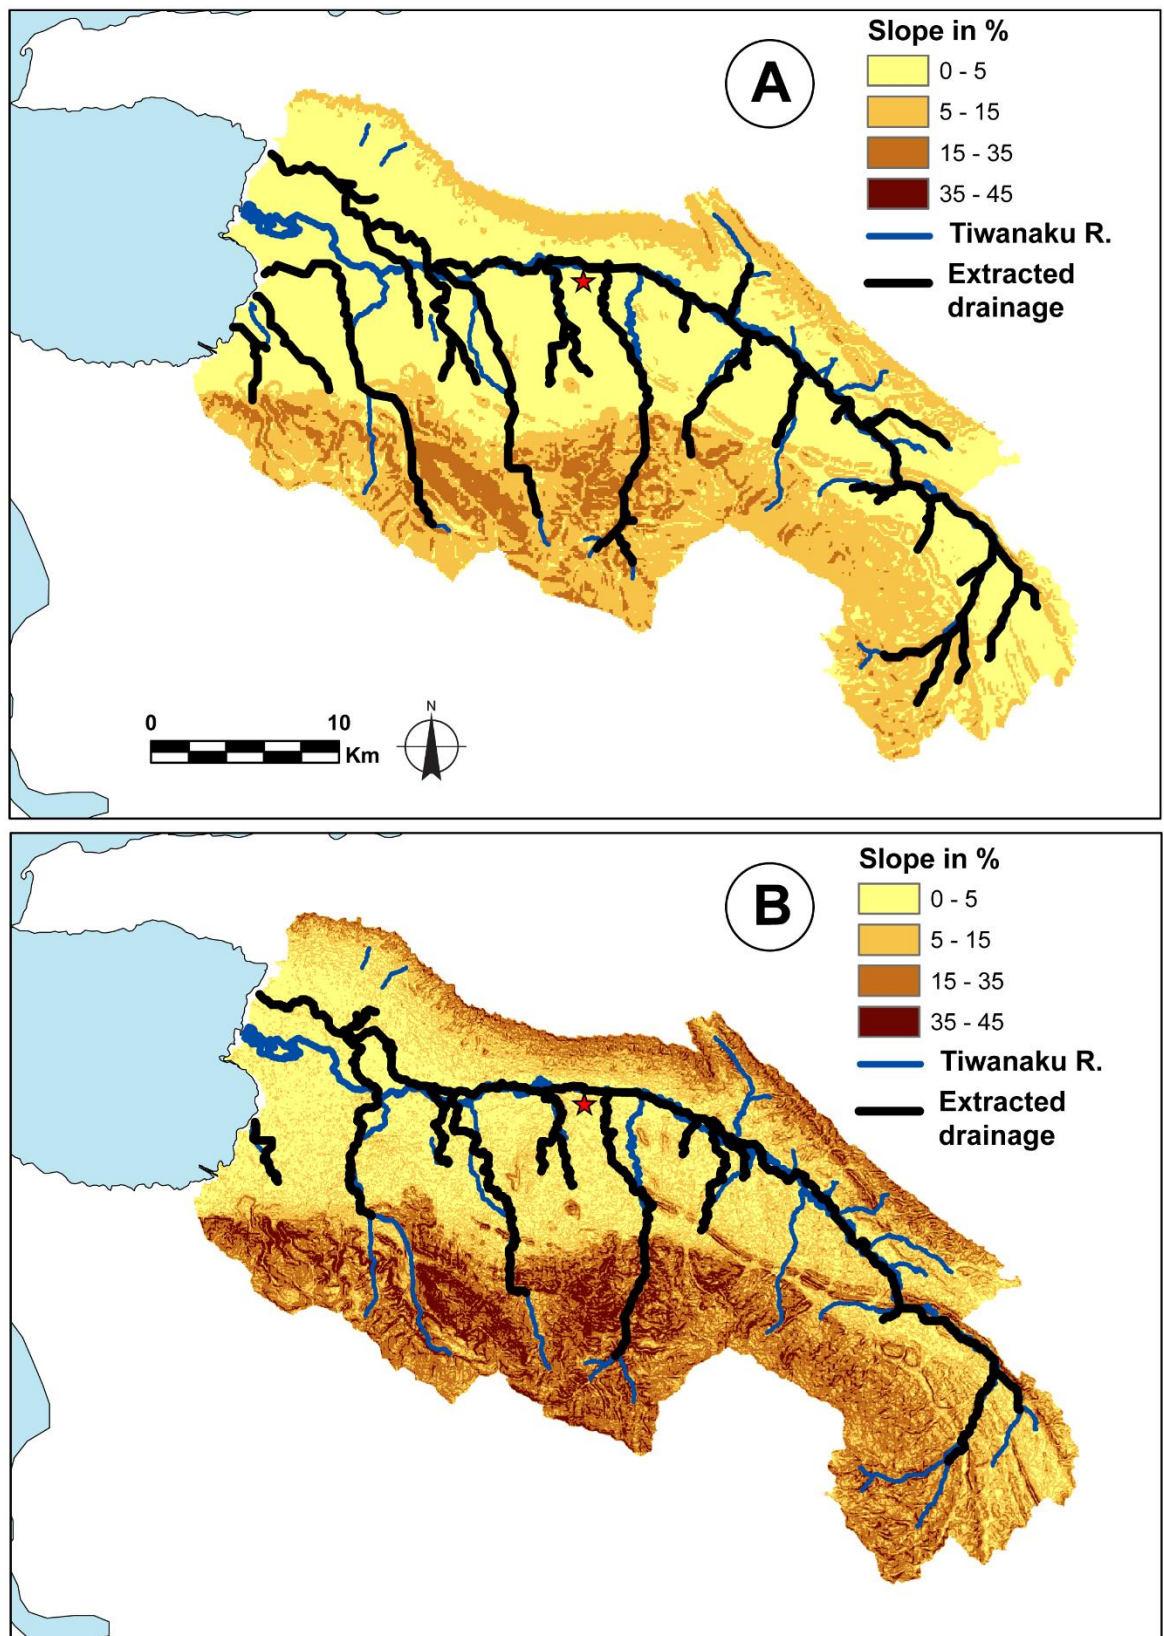 A
Slope in %
0 - 5
5 - 15
15 - 35
35 - 45
Tiwanaku R.
Extracted
drainage
0 10
Km
N
B
Slope in %
0 - 5
5 - 15
15 - 35
35 - 45
Tiwanaku R.
Extracted
drainage